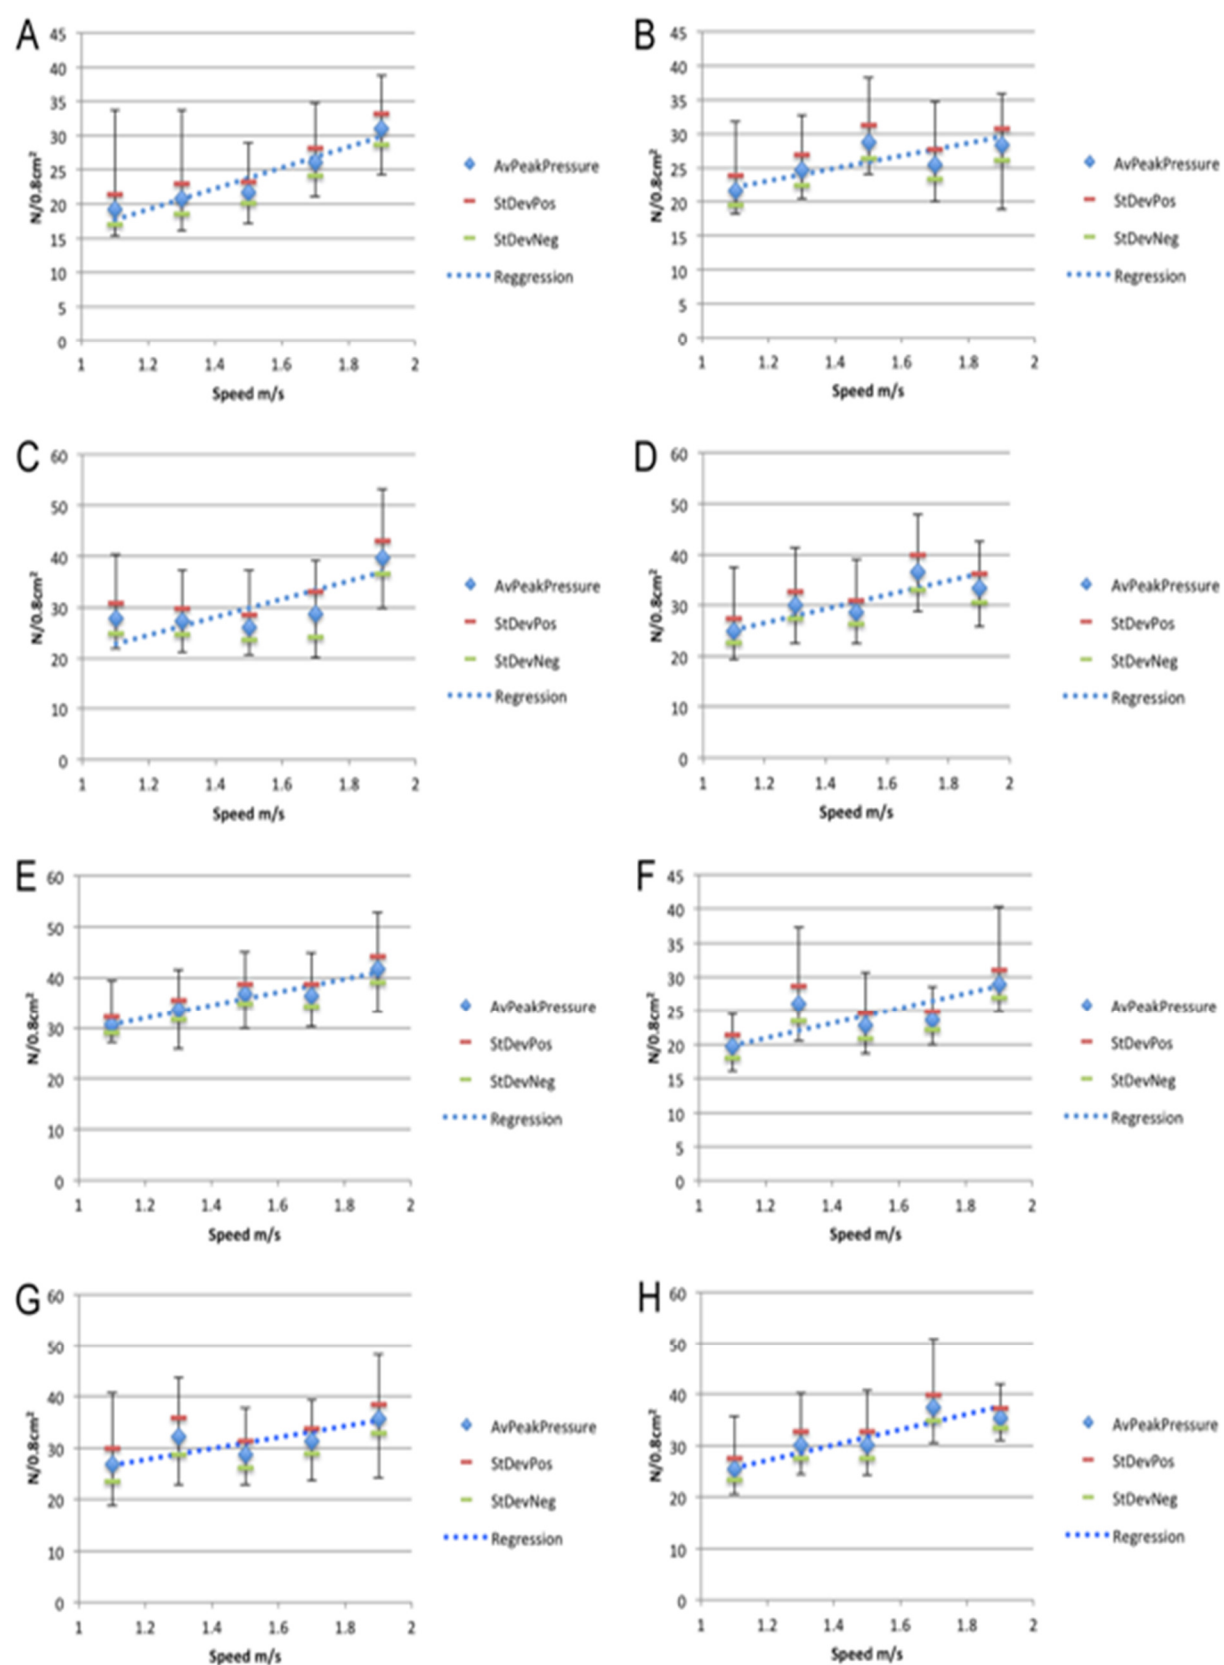 A
45
40
35
30
25
20
15
10
5
0
N/0.8cm²
1 1.2 1.4 1.6 1.8 2
Speed m/s
AvPeakPressure
StDevPos
StDevNeg
Reggression
B
45
40
35
30
25
20
15
10
5
0
N/0.8cm²
1 1.2 1.4 1.6 1.8 2
Speed m/s
AvPeakPressure
StDevPos
StDevNeg
Regression
C
60
50
40
30
20
10
0
N/0.8cm²
1 1.2 1.4 1.6 1.8 2
Speed m/s
AvPeakPressure
StDevPos
StDevNeg
Regression
D
60
50
40
30
20
10
0
N/0.8cm²
1 1.2 1.4 1.6 1.8 2
Speed m/s
AvPeakPressure
StDevPos
StDevNeg
Regression
E
60
50
40
30
20
10
0
N/0.8cm²
1 1.2 1.4 1.6 1.8 2
Speed m/s
AvPeakPressure
StDevPos
StDevNeg
Regression
F
45
40
35
30
25
20
15
10
5
0
N/0.8cm²
1 1.2 1.4 1.6 1.8 2
Speed m/s
AvPeakPressure
StDevPos
StDevNeg
Regression
G
60
50
40
30
20
10
0
N/0.8cm²
1 1.2 1.4 1.6 1.8 2
Speed m/s
AvPeakPressure
StDevPos
StDevNeg
Regression
H
60
50
40
30
20
10
0
N/0.8cm²
1 1.2 1.4 1.6 1.8 2
Speed m/s
AvPeakPressure
StDevPos
StDevNeg
Regression